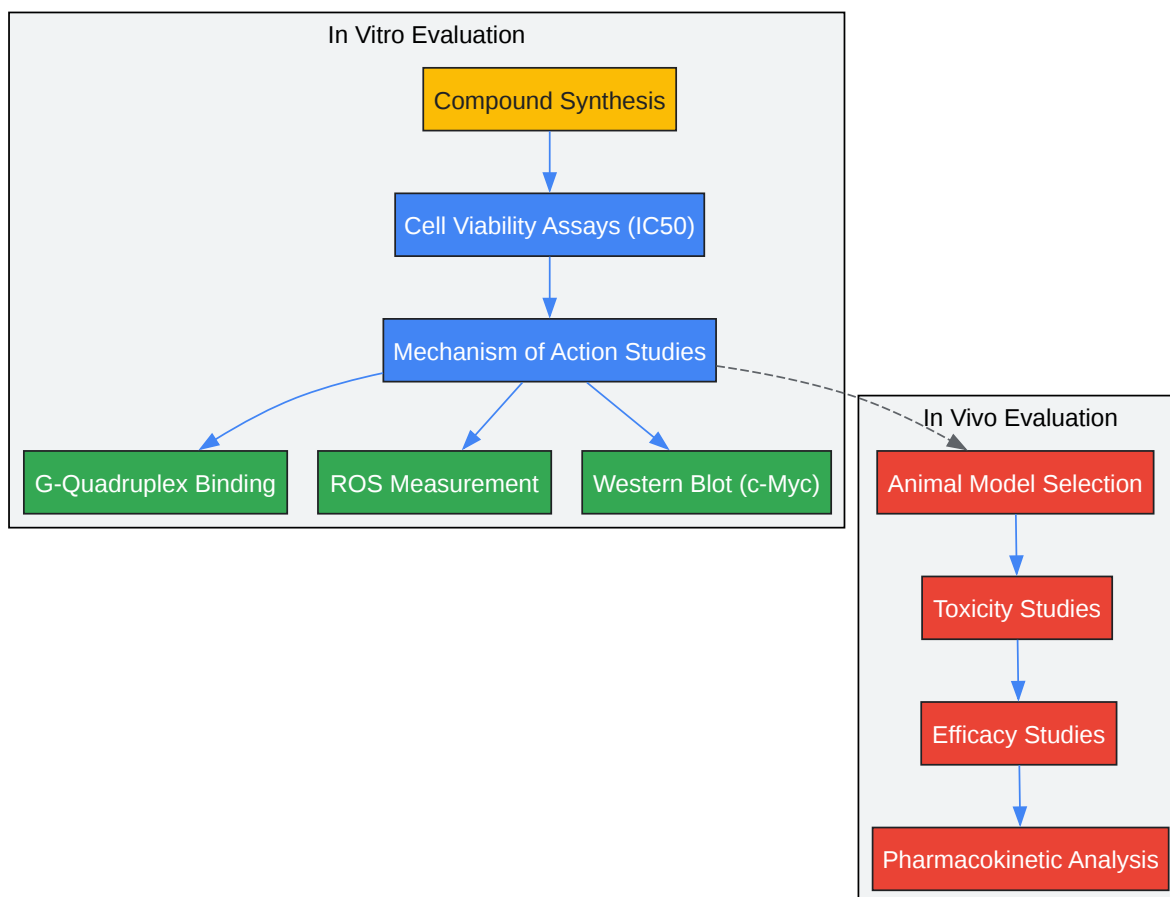 In Vitro Evaluation
Compound Synthesis
Cell Viability Assays (IC50)
Mechanism of Action Studies
G-Quadruplex Binding
ROS Measurement
Western Blot (c-Myc)
In Vivo Evaluation
Animal Model Selection
Toxicity Studies
Efficacy Studies
Pharmacokinetic Analysis